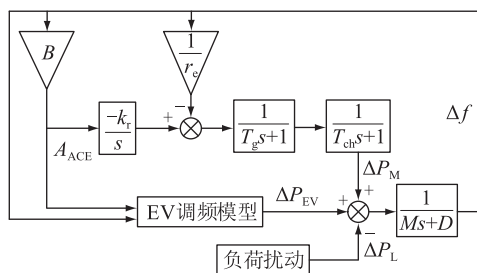 B
1/r_e
Δf
A_ACE
-k_r/s
+
−
1/(T_g s+1)
1/(T_ch s+1)
ΔP_M
EV调频模型
ΔP_EV
+
+
−
1/(Ms+D)
负荷扰动
ΔP_L